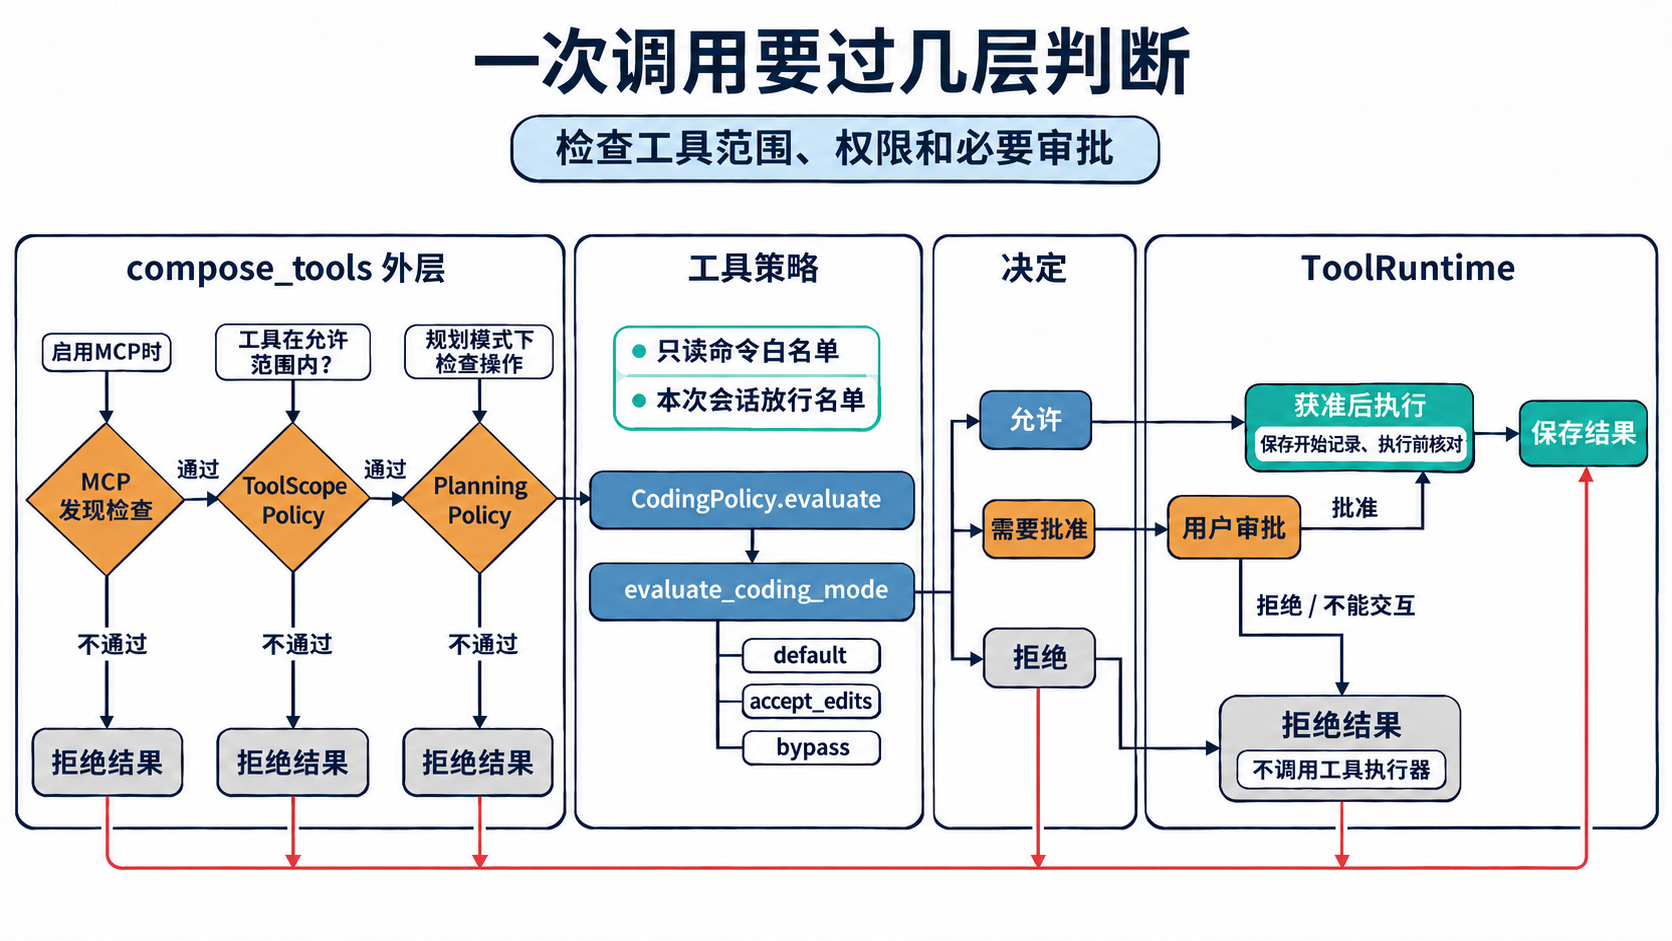 一次调用要过几层判断
检查工具范围、权限和必要审批
compose_tools 外层
启用MCP时
工具在允许
范围内?
规划模式下
检查操作
MCP
发现检查
通过
ToolScope
Policy
通过
Planning
Policy
不通过
不通过
不通过
拒绝结果
拒绝结果
拒绝结果
工具策略
只读命令白名单
本次会话放行名单
CodingPolicy.evaluate
evaluate_coding_mode
default
accept_edits
bypass
决定
允许
需要批准
拒绝
ToolRuntime
获准后执行
保存开始记录、执行前核对
保存结果
用户审批
批准
拒绝 / 不能交互
拒绝结果
不调用工具执行器